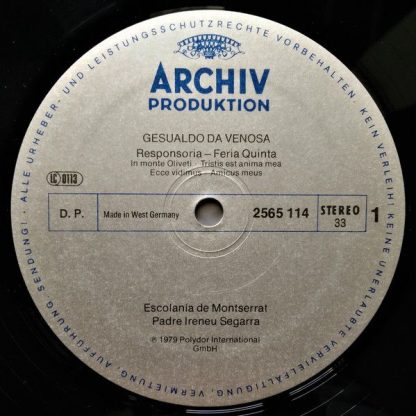 ALLE URHEBER- UND LEISTUNGSSCHUTZRECHTE VORBEHALTEN · KEIN VERLEIH! KEINE UNERLAUBTE VERVIELFÄLTIGUNG, VERMIETUNG, AUFFÜHRUNG, SENDUNG! ·
ARCHIV
PRODUKTION
GESUALDO DA VENOSA
Responsoria – Feria Quinta
In monte Oliveti · Tristis est anima mea
Ecce vidimus · Amicus meus
LC 0113
D. P.
Made in West Germany
2565 114
STEREO
33
1
Escolanía de Montserrat
Padre Ireneu Segarra
℗ 1979 Polydor International
GmbH